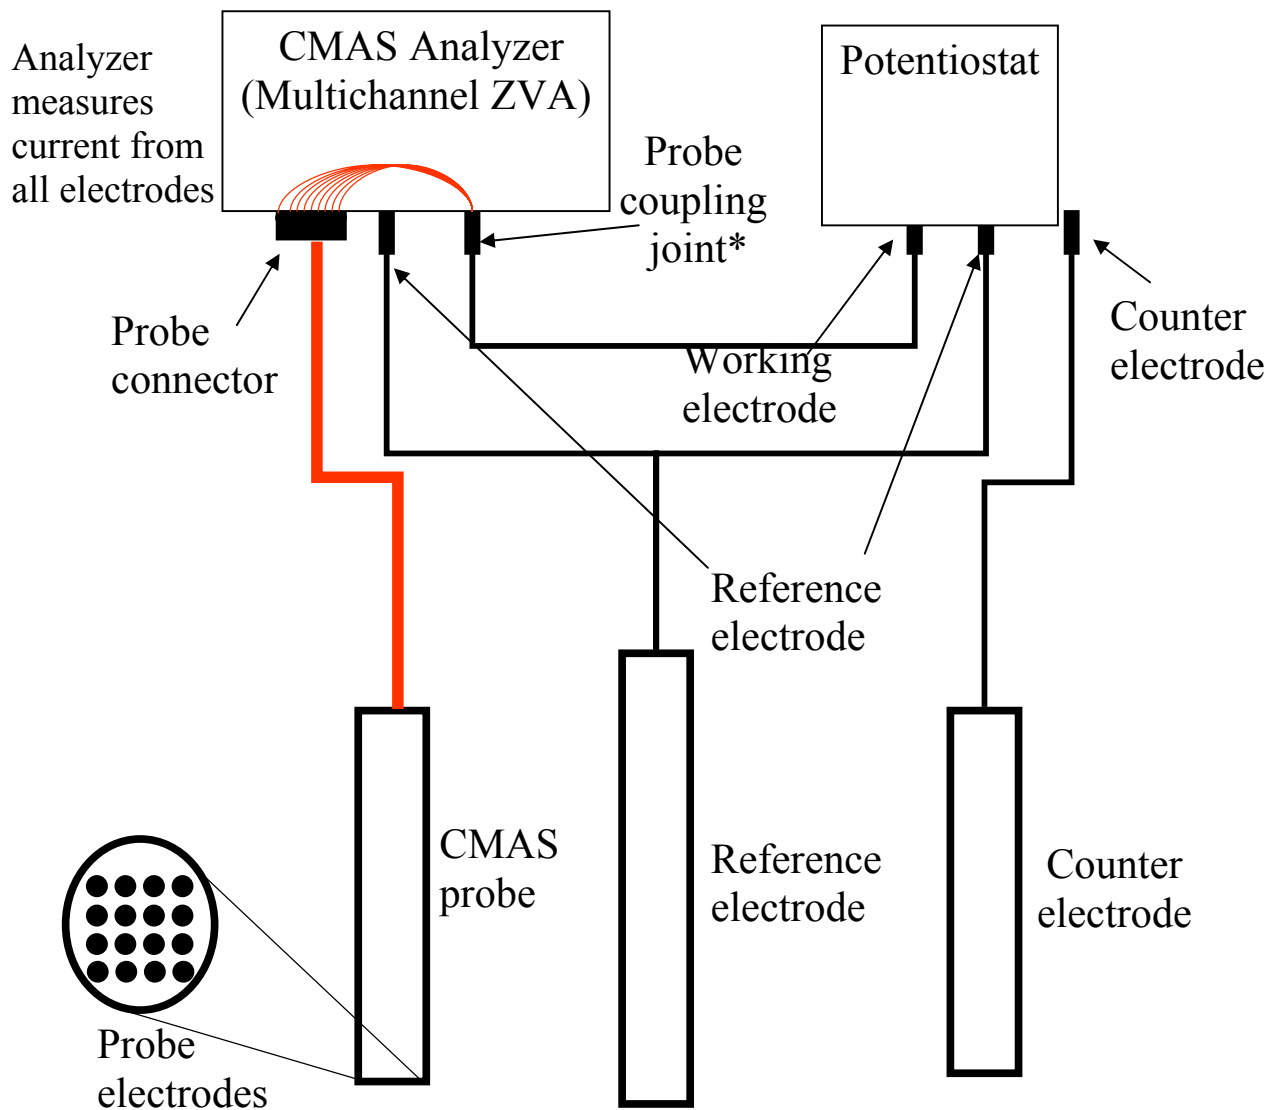 CMAS Analyzer
(Multichannel ZVA)
Potentiostat
Analyzer
measures
current from
all electrodes
Probe
coupling
joint*
Probe
connector
Working
electrode
Counter
electrode
Reference
electrode
CMAS
probe
Reference
electrode
Counter
electrode
Probe
electrodes